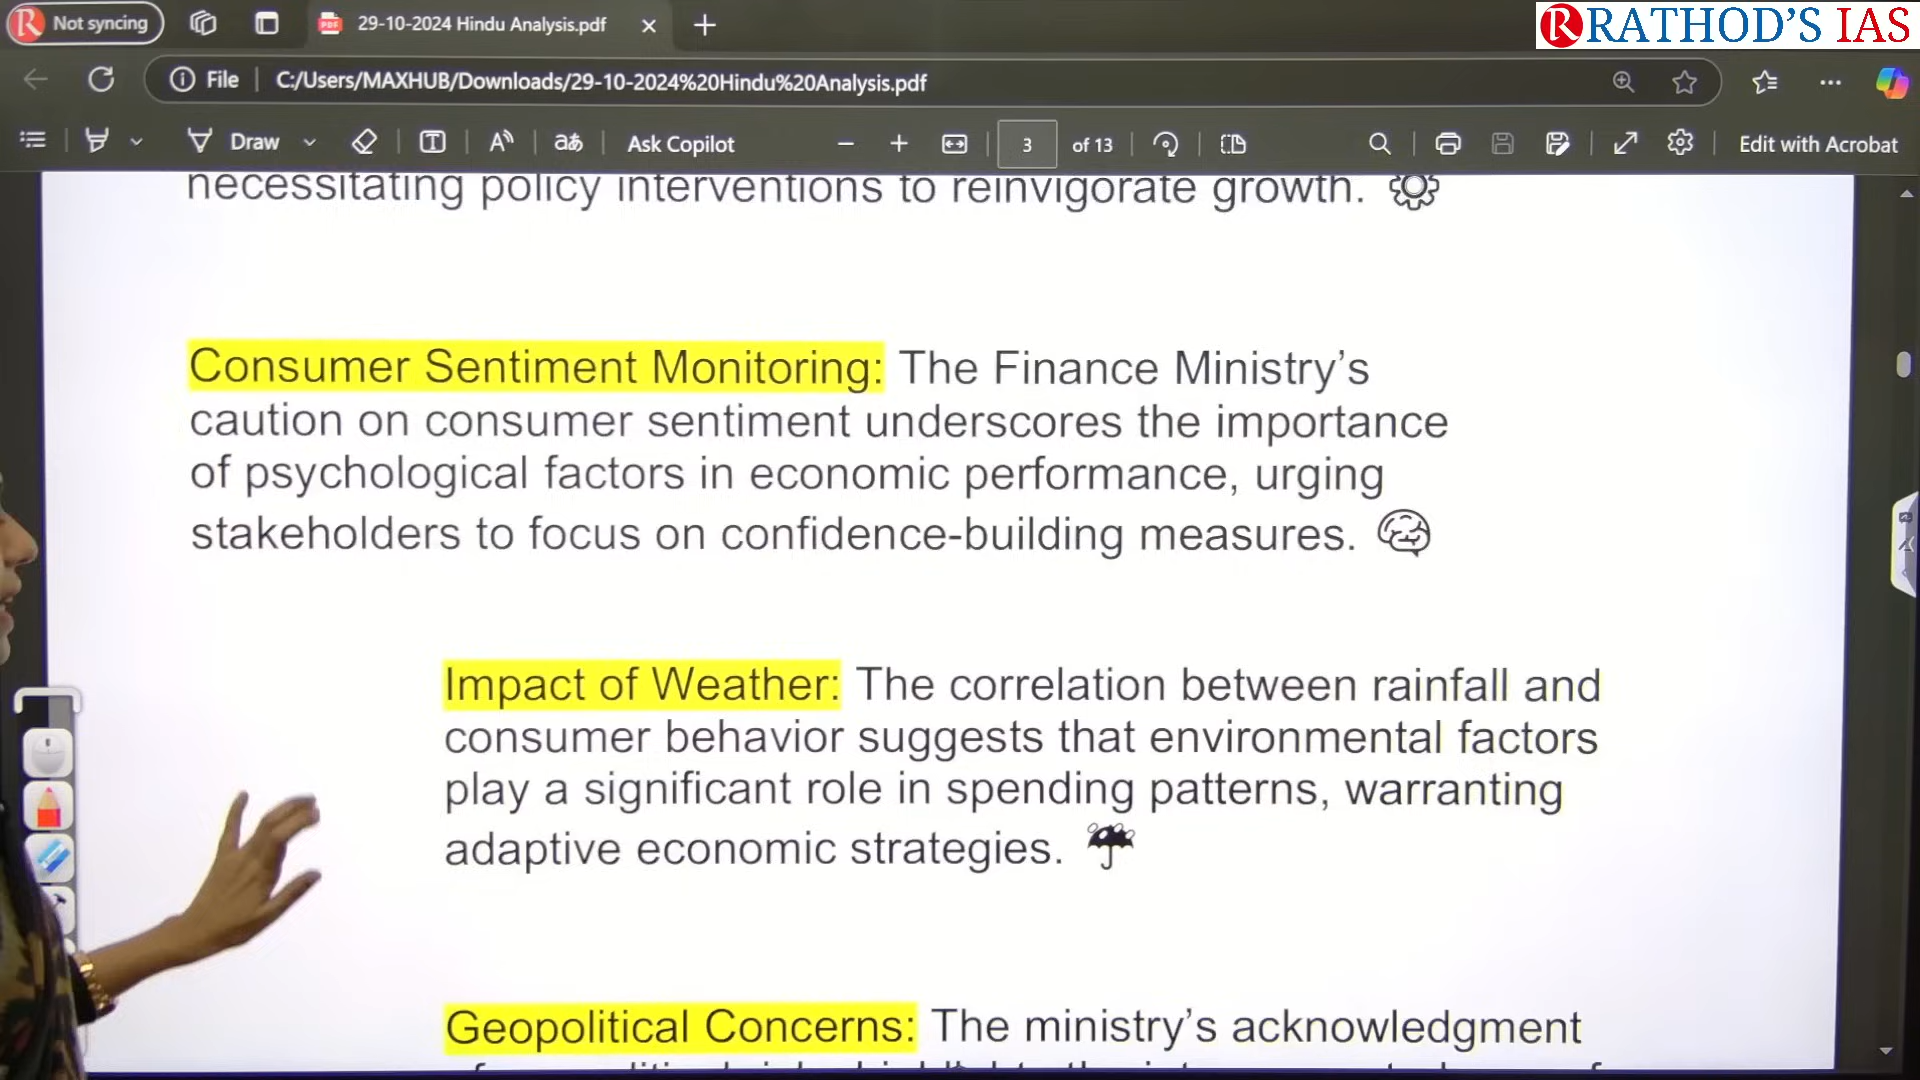 Not syncing
29-10-2024 Hindu Analysis.pdf
RATHOD'S IAS
File
C:/Users/MAXHUB/Downloads/29-10-2024%20Hindu%20Analysis.pdf
Draw
Ask Copilot
3 of 13
Edit with Acrobat
necessitating policy interventions to reinvigorate growth.
Consumer Sentiment Monitoring: The Finance Ministry's
caution on consumer sentiment underscores the importance
of psychological factors in economic performance, urging
stakeholders to focus on confidence-building measures.
Impact of Weather: The correlation between rainfall and
consumer behavior suggests that environmental factors
play a significant role in spending patterns, warranting
adaptive economic strategies.
Geopolitical Concerns: The ministry's acknowledgment